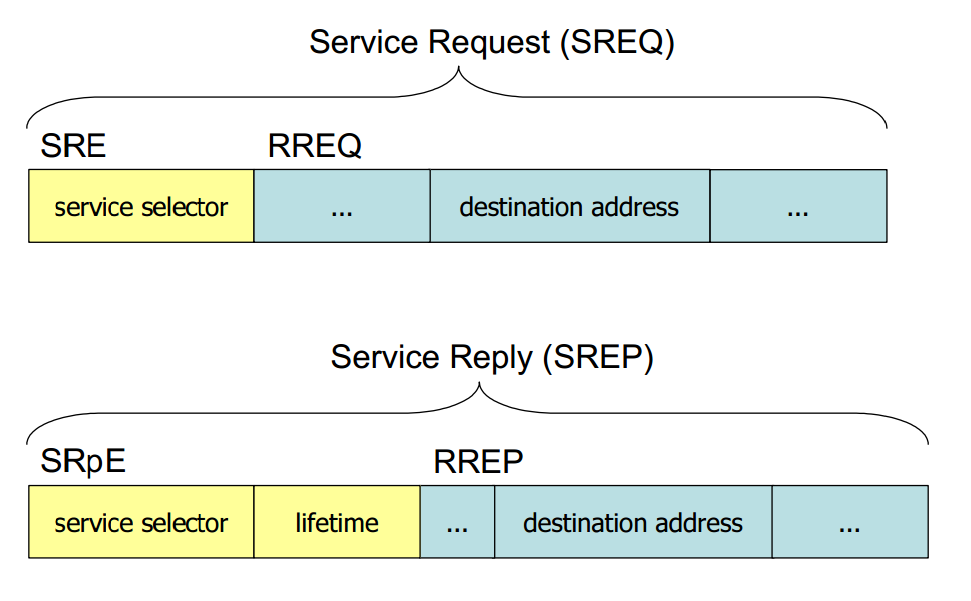 Service Request (SREQ)
SRE RREQ
service selector ... destination address ...
Service Reply (SREP)
SRpE RREP
service selector lifetime ... destination address ...